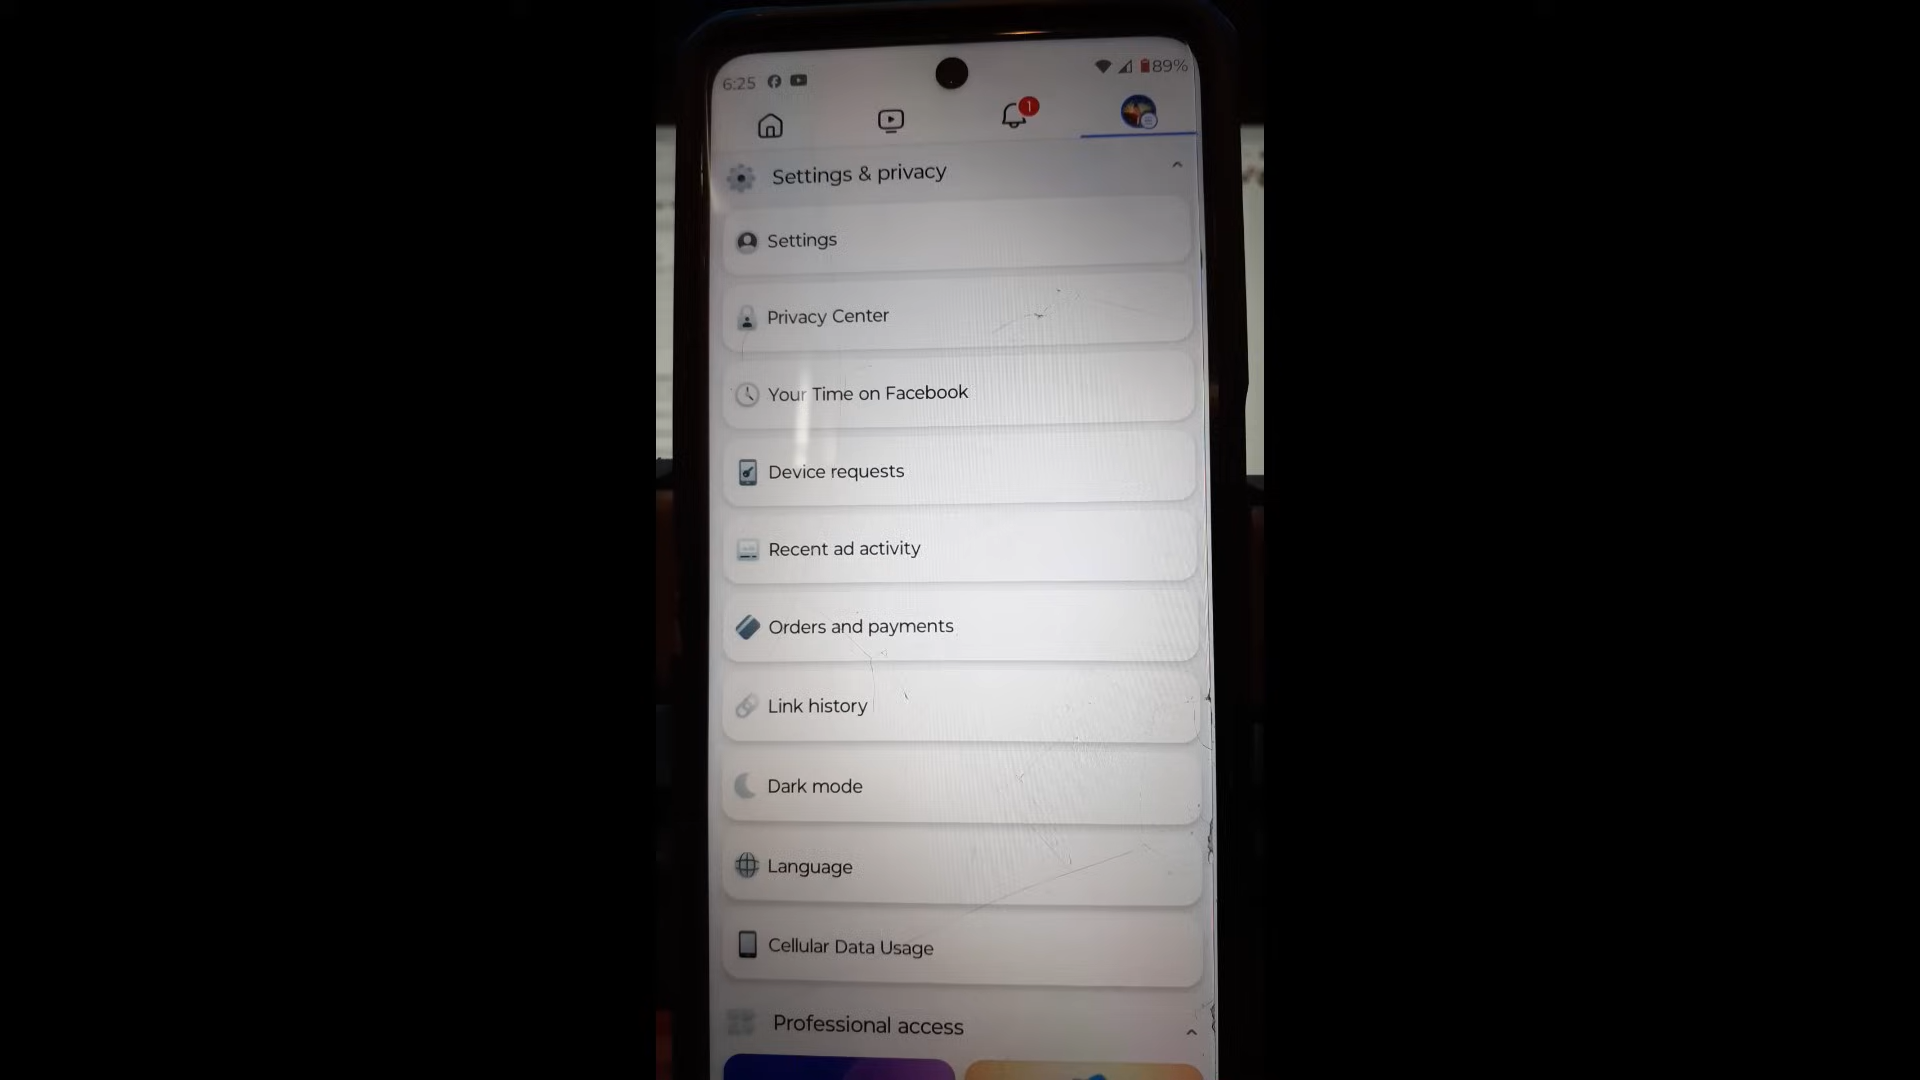 6:25
89%
1
Settings & privacy
Settings
Privacy Center
Your Time on Facebook
Device requests
Recent ad activity
Orders and payments
Link history
Dark mode
Language
Cellular Data Usage
Professional access